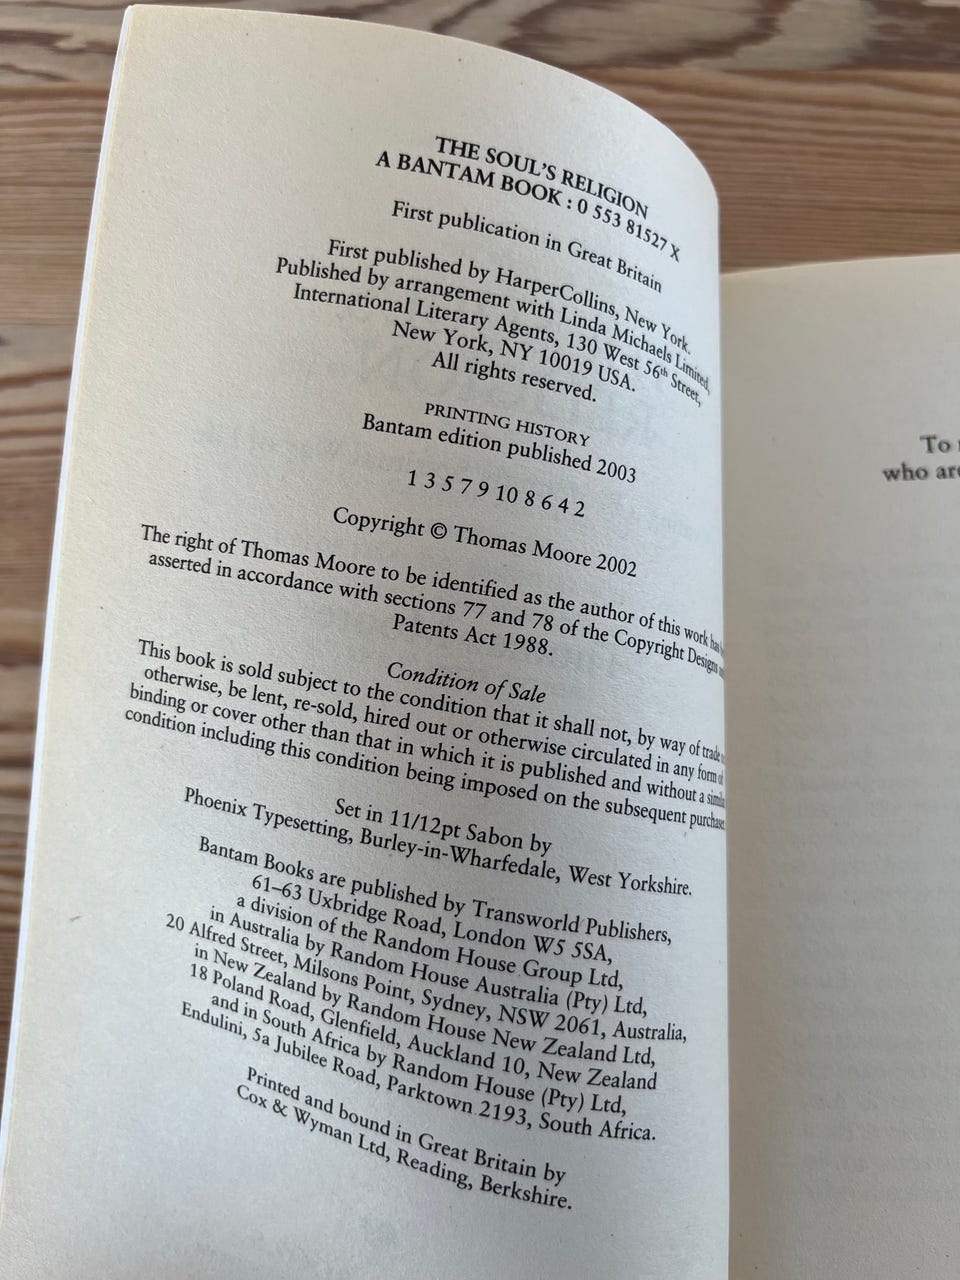 THE SOUL'S RELIGION
A BANTAM BOOK : 0 553 81527 X
First publication in Great Britain
First published by HarperCollins, New York.
Published by arrangement with Linda Michaels Limited,
International Literary Agents, 130 West 56th Street,
New York, NY 10019 USA.
All rights reserved.
PRINTING HISTORY
Bantam edition published 2003
1 3 5 7 9 10 8 6 4 2
Copyright © Thomas Moore 2002
The right of Thomas Moore to be identified as the author of this work has
asserted in accordance with sections 77 and 78 of the Copyright Designs
Patents Act 1988.
Condition of Sale
This book is sold subject to the condition that it shall not, by way of trade
otherwise, be lent, re-sold, hired out or otherwise circulated in any form of
binding or cover other than that in which it is published and without a
condition including this condition being imposed on the subsequent
Set in 11/12pt Sabon by
Phoenix Typesetting, Burley-in-Wharfedale, West Yorkshire.
Bantam Books are published by Transworld Publishers,
61–63 Uxbridge Road, London W5 5SA,
a division of the Random House Group Ltd,
in Australia by Random House Australia (Pty) Ltd,
20 Alfred Street, Milsons Point, Sydney, NSW 2061, Australia,
in New Zealand by Random House New Zealand Ltd,
18 Poland Road, Glenfield, Auckland 10, New Zealand
and in South Africa by Random House (Pty) Ltd,
Endulini, 5a Jubilee Road, Parktown 2193, South Africa.
Printed and bound in Great Britain by
Cox & Wyman Ltd, Reading, Berkshire.
To
who are